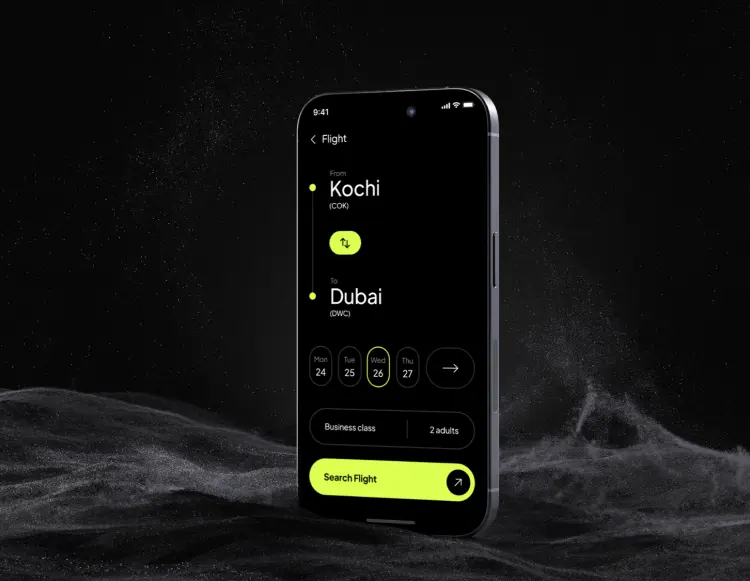 9:41
Flight
From
Kochi
(COK)
To
Dubai
(DWC)
Mon Tue Wed Thu
24 25 26 27
Business class 2 adults
Search Flight